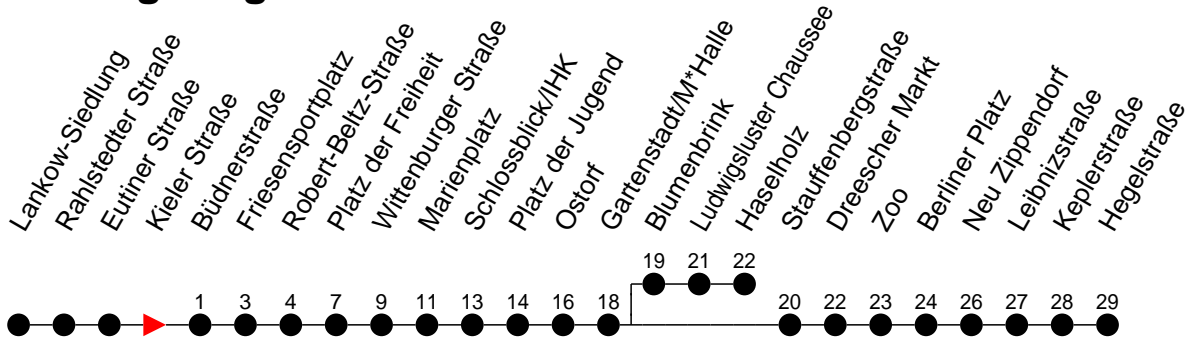 Lankow-Siedlung
Rahlstedter Straße
Eutiner Straße
Kieler Straße
Büdnerstraße
Friesensportplatz
Robert-Beltz-Straße
Platz der Freiheit
Wittenburger Straße
Marienplatz
Schlossblick/IHK
Platz der Jugend
Ostorf
Gartenstadt/M*Halle
Blumenbrink
Ludwigsluster Chaussee
Haselholz
Stauffenbergstraße
Dreescher Markt
Zoo
Berliner Platz
Neu Zippendorf
Leibnizstraße
Keplerstraße
Hegelstraße
19 21 22
1 3 4 7 9 11 13 14 16 18 20 22 23 24 26 27 28 29